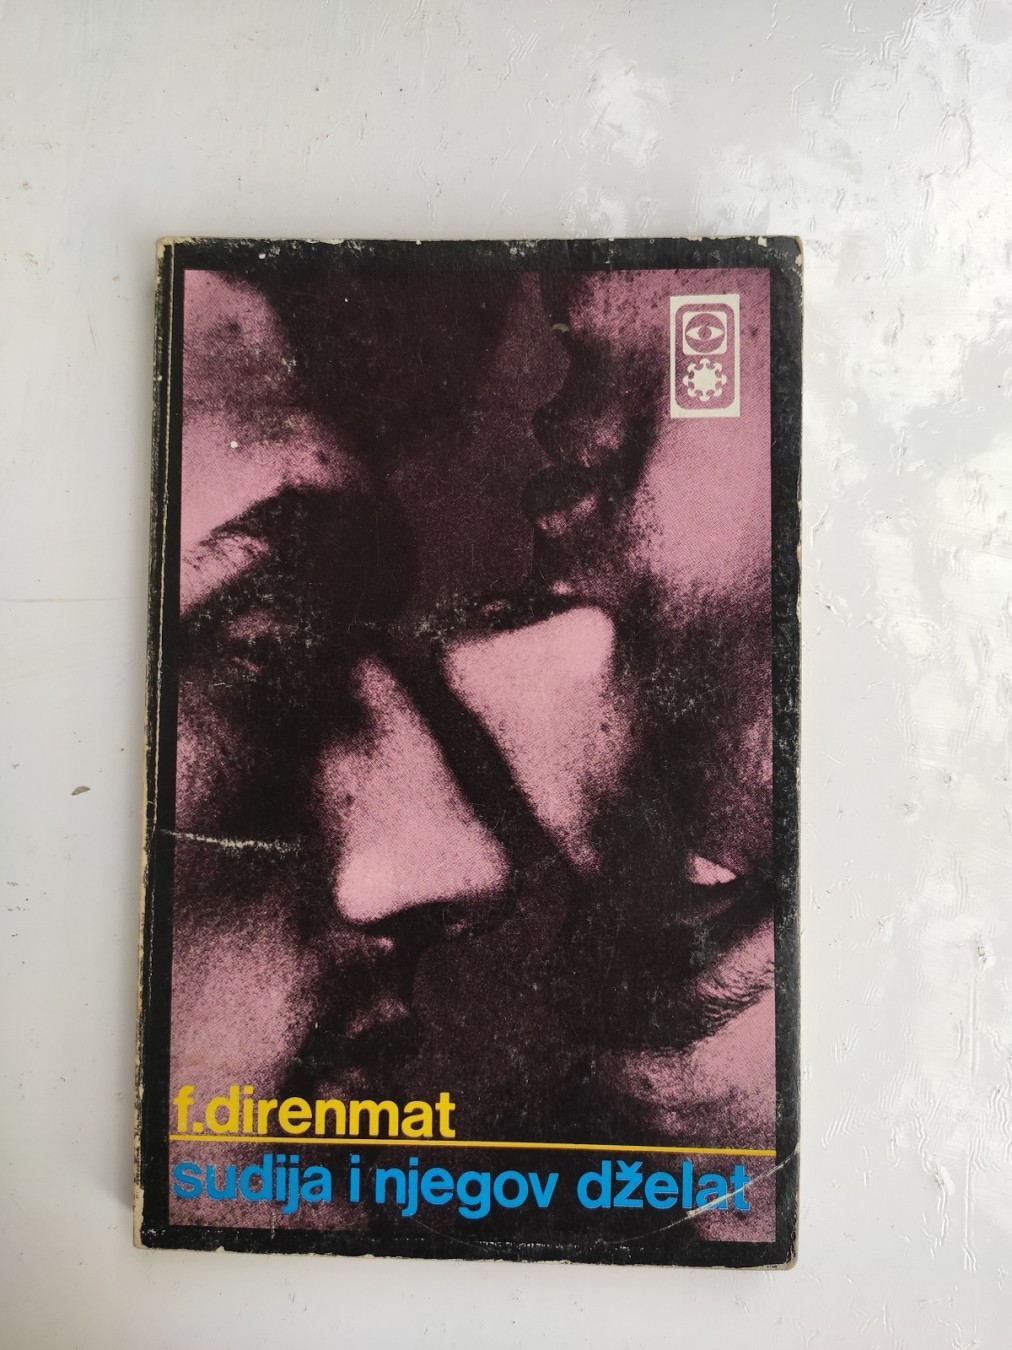 f.direnmat
sudija i njegov dželat